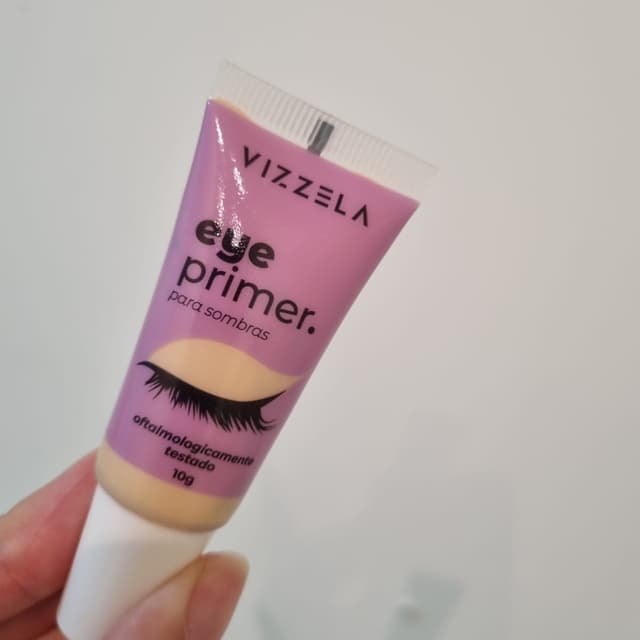 VIZZELA
eye
primer.
para sombras
oftalmologicamente
testado
10g